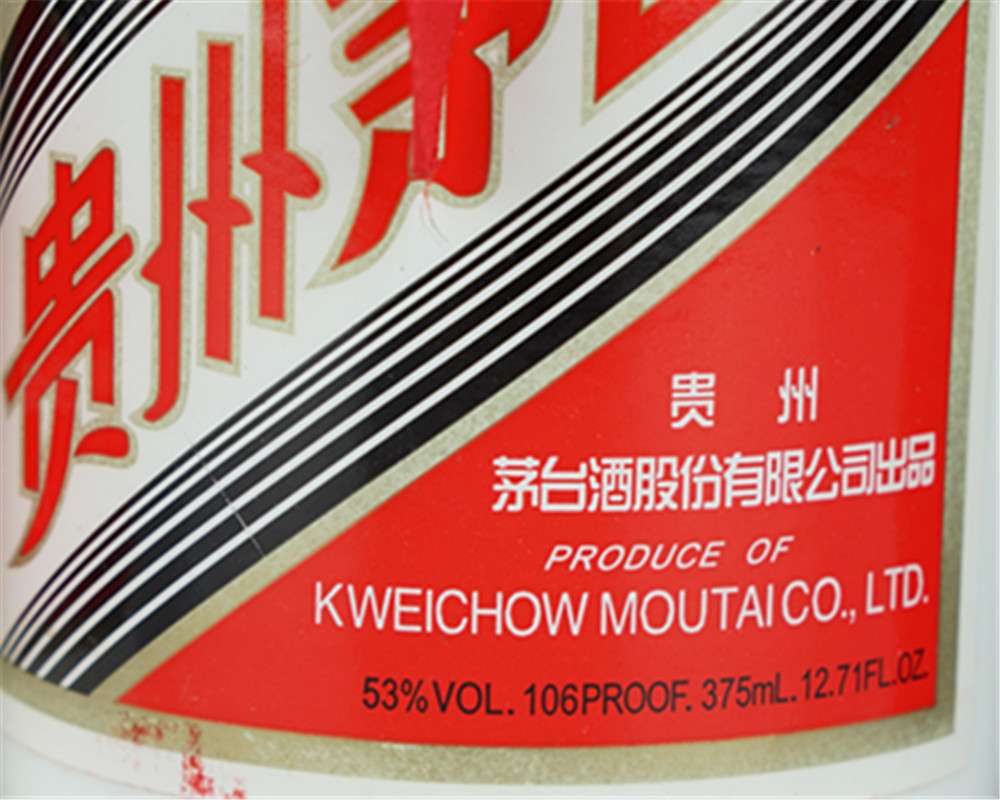 贵州茅
贵 州
茅台酒股份有限公司出品
PRODUCE OF
KWEICHOW MOUTAI CO., LTD.
53%VOL. 106PROOF. 375mL. 12.71FL.OZ.